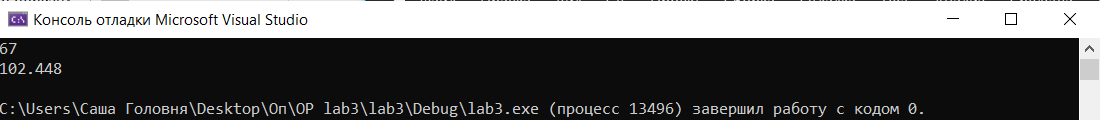 Консоль отладки Microsoft Visual Studio
67
102.448
C:\Users\Саша Головня\Desktop\Оп\OP lab3\lab3\Debug\lab3.exe (процесс 13496) завершил работу с кодом 0.